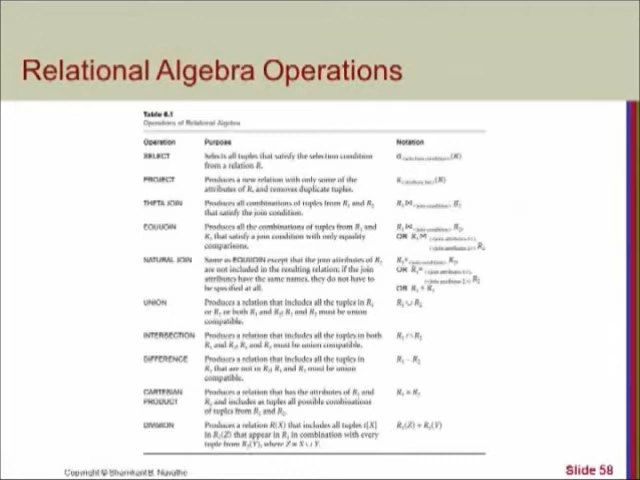 Relational Algebra Operations
Table 6.1
Operations of Relational Algebra
Operation Purpose Notation
SELECT Selects all tuples that satisfy the selection condition
from a relation R.
PROJECT Produces a new relation with only some of the
attributes of R, and removes duplicate tuples.
THETA JOIN Produces all combinations of tuples from R1 and R2
that satisfy the join condition.
EQUIJOIN Produces all the combinations of tuples from R1 and
R2 that satisfy a join condition with only equality
comparisons. OR
NATURAL JOIN Same as EQUIJOIN except that the join attributes of R2
are not included in the resulting relation; if the join OR
attributes have the same names, they do not have to
be specified at all. OR
UNION Produces a relation that includes all the tuples in R1 R1 ∪ R2
or R2 or both R1 and R2; R1 and R2 must be union
compatible.
INTERSECTION Produces a relation that includes all the tuples in both R1 ∩ R2
R1 and R2; R1 and R2 must be union compatible.
DIFFERENCE Produces a relation that includes all the tuples in R1 – R2
R1 that are not in R2; R1 and R2 must be union
compatible.
CARTESIAN Produces a relation that has the attributes of R1 and R1 × R2
PRODUCT R2 and includes as tuples all possible combinations
of tuples from R1 and R2.
DIVISION Produces a relation R(X) that includes all tuples t[X] R1(Z) ÷ R2(Y)
in R1(Z) that appear in R1 in combination with every
tuple from R2(Y), where Z = X ∪ Y.
Copyright © Shamkant B. Navathe
Slide 58